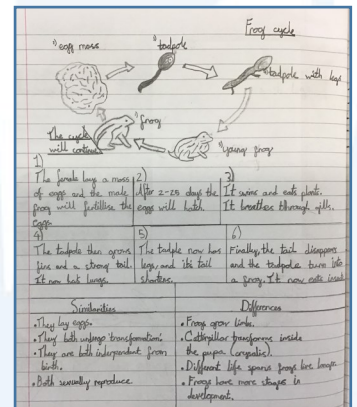 Frog cycle
1) egg mass
1) tadpole
tadpole with legs
1) young frog
1) frog
The cycle
will continue
1)
The female lays a mass
of eggs and the male
frog will fertilise the
eggs.
2)
After 2-25 days the
eggs will hatch.
3)
It swims and eats plants.
It breathes through gills.
4)
The tadpole then grows
fins and a strong tail.
It now has lungs.
5)
The tadple now has
legs, and its tail
shortens.
6)
Finally, the tail disappears
and the tadpole turns into
a frog. It now eats insect
Similarities
• They lay eggs.
• They both undergo transformation.
• They are both independent from
birth.
• Both sexually reproduce
Differences
• Frogs grow limbs.
• Catterpillar transforms inside
the pupa (crysalis).
• Different life spans frogs live longer.
• Frogs have more stages in
development.